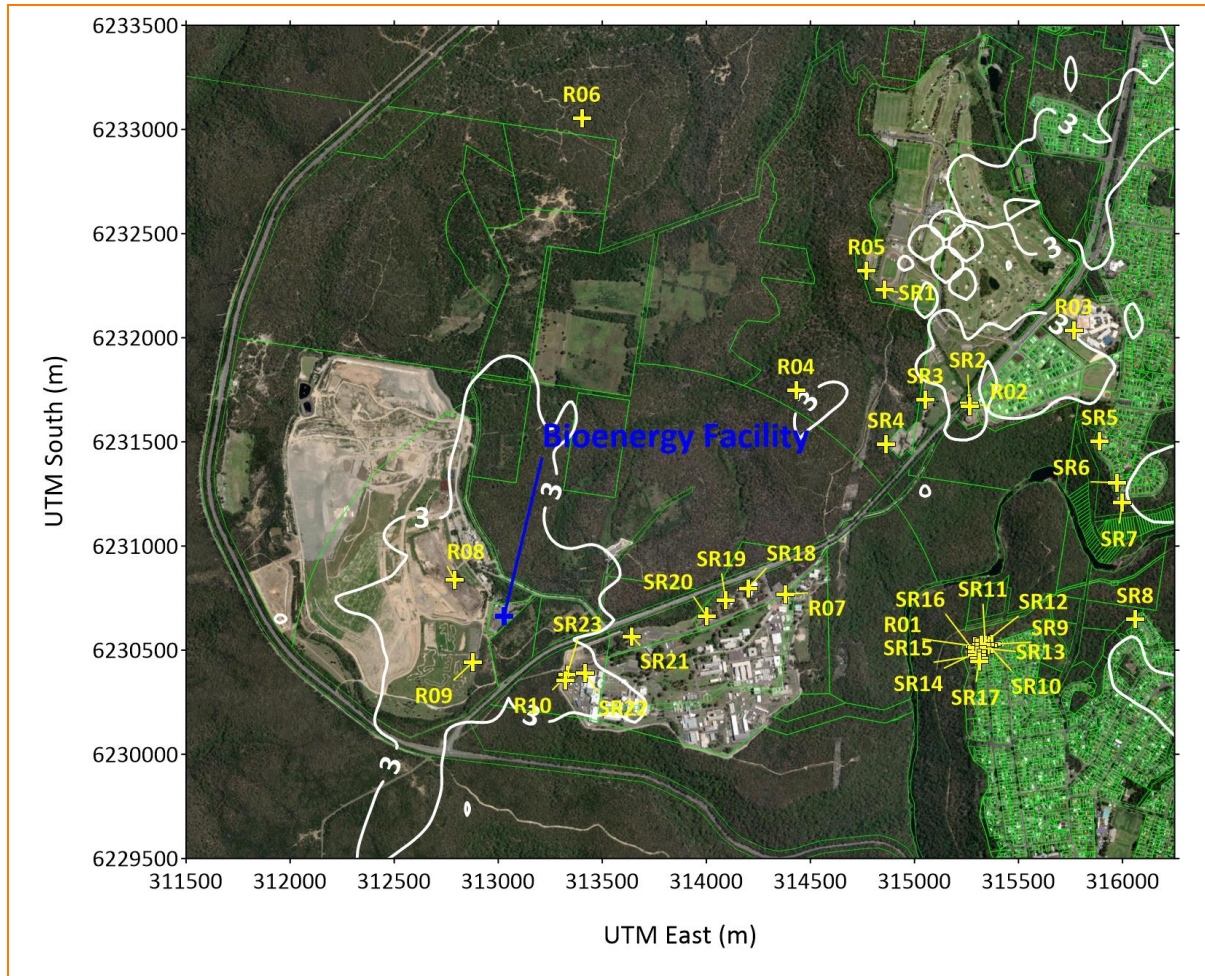 6233500
R06
3
6233000
3
6232500
R05
3
SR1
R03
3
6232000
R04
SR2
SR3
R02
3
SR4
SR5
6231500
Bioenergy Facility
SR6
3
3
SR7
6231000
R08
SR19
SR18
SR20
R07
SR11
SR8
SR16
SR12
SR23
R01
SR9
6230500
SR21
SR15
SR13
R09
SR14
SR10
R10
SR22
SR17
3
6230000
3
6229500
311500 312000 312500 313000 313500 314000 314500 315000 315500 316000
UTM East (m)
UTM South (m)